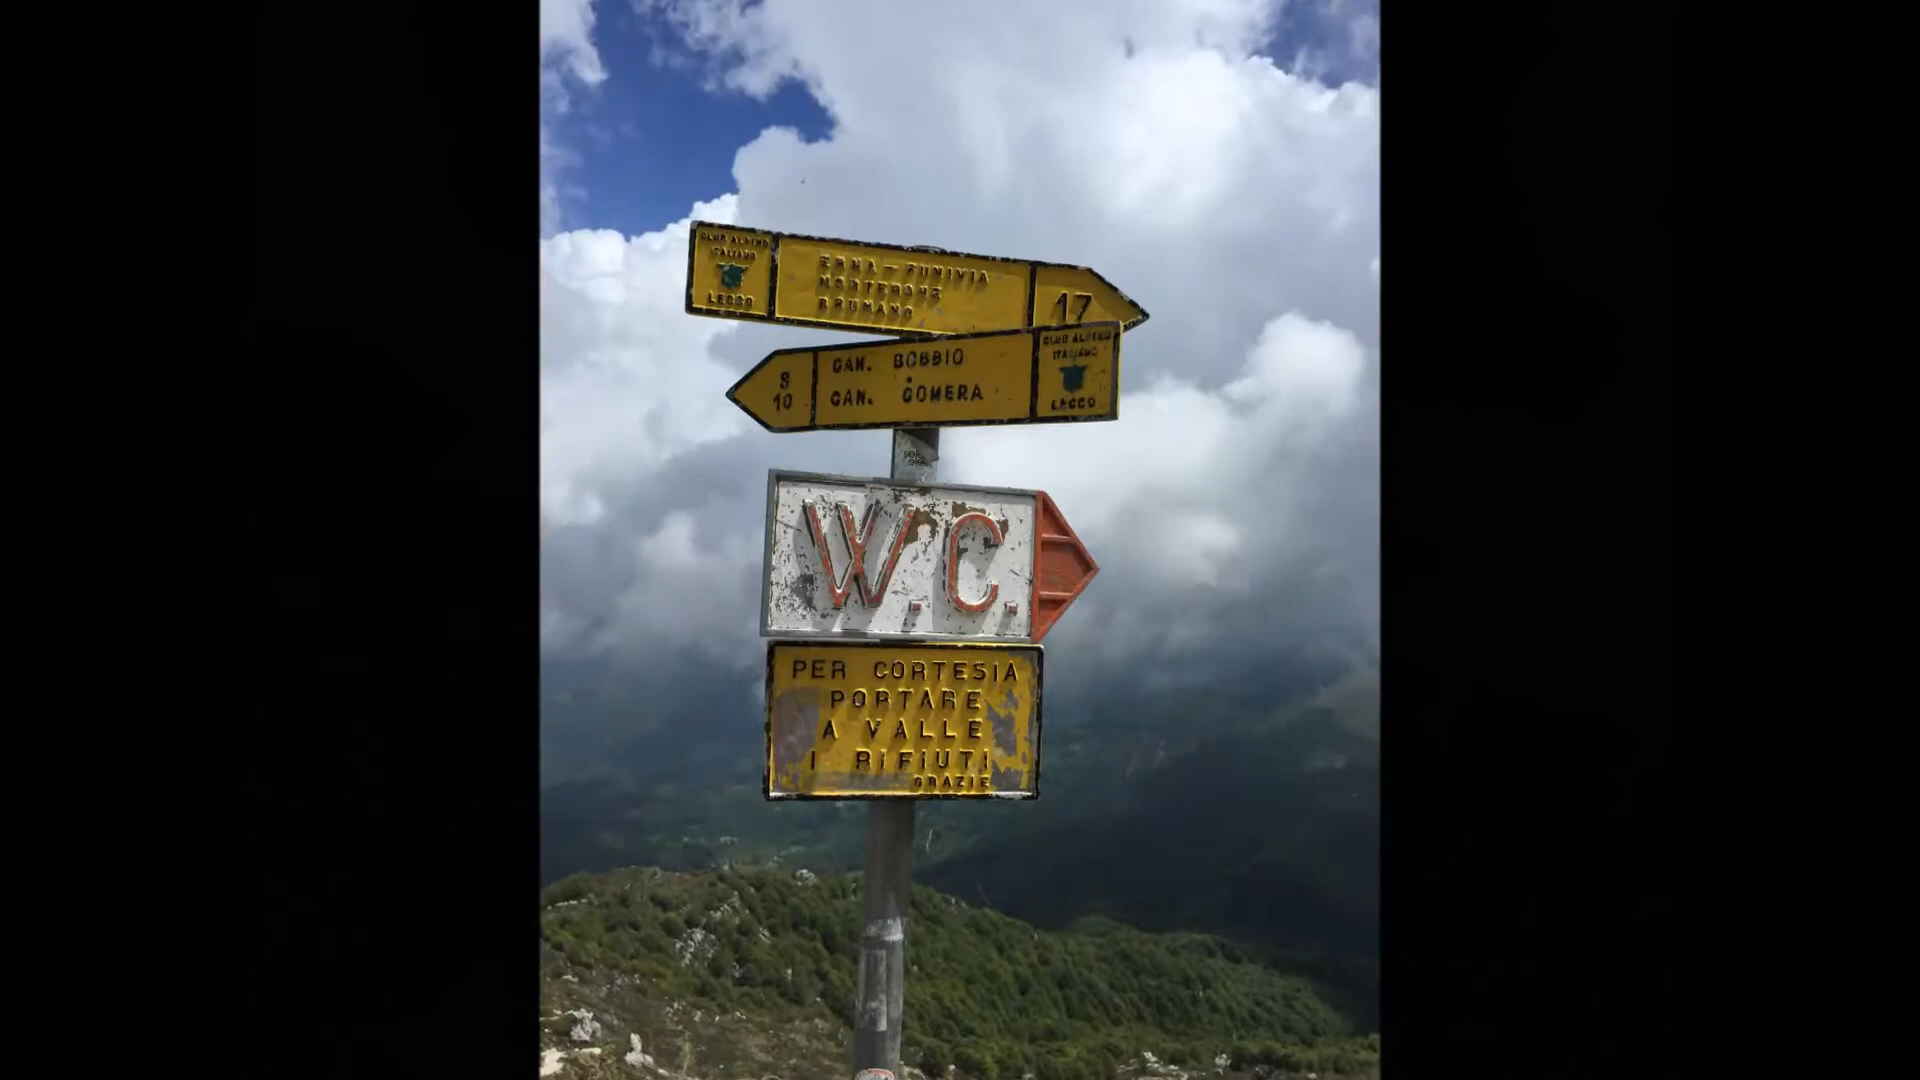 CLUB ALPINO
ITALIANO
LECCO
ERNA - FUNIVIA
MORTERONE
BRUMANO
17
8
10
CAN. BOBBIO
CAN. COMERA
CLUB ALPINO
ITALIANO
LECCO
W.C.
PER CORTESIA
PORTARE
A VALLE
I RIFIUTI
GRAZIE